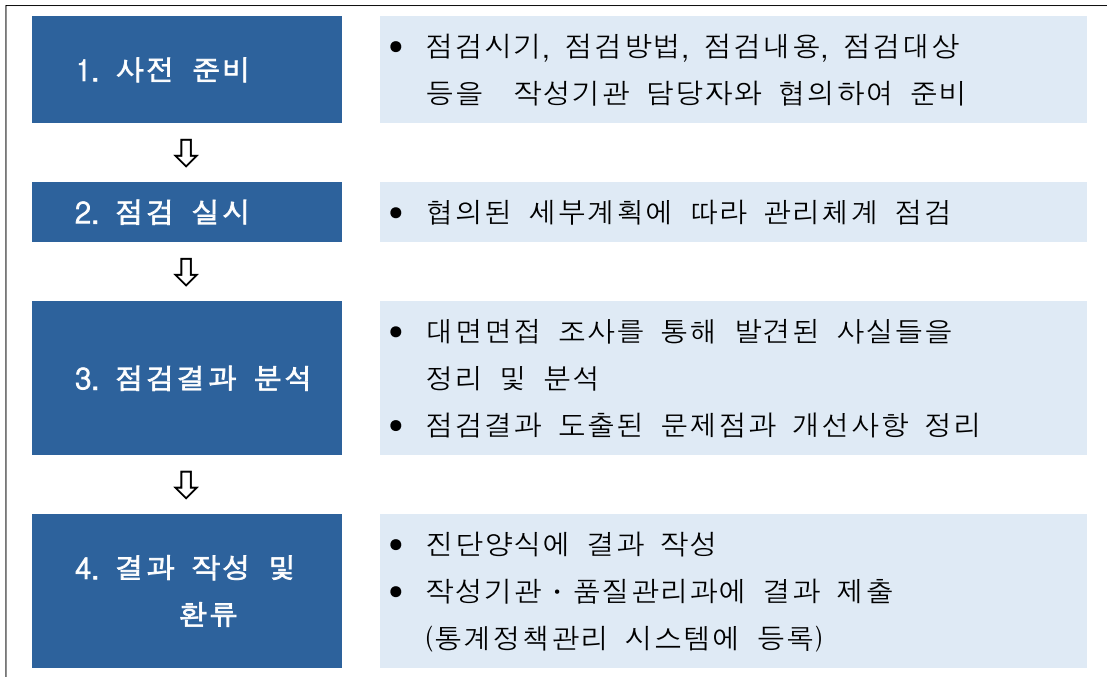 1. 사전 준비
● 점검시기, 점검방법, 점검내용, 점검대상
등을 작성기관 담당자와 협의하여 준비
⇩
2. 점검 실시
● 협의된 세부계획에 따라 관리체계 점검
⇩
3. 점검결과 분석
● 대면면접 조사를 통해 발견된 사실들을
정리 및 분석
● 점검결과 도출된 문제점과 개선사항 정리
⇩
4. 결과 작성 및
환류
● 진단양식에 결과 작성
● 작성기관·품질관리과에 결과 제출
(통계정책관리 시스템에 등록)